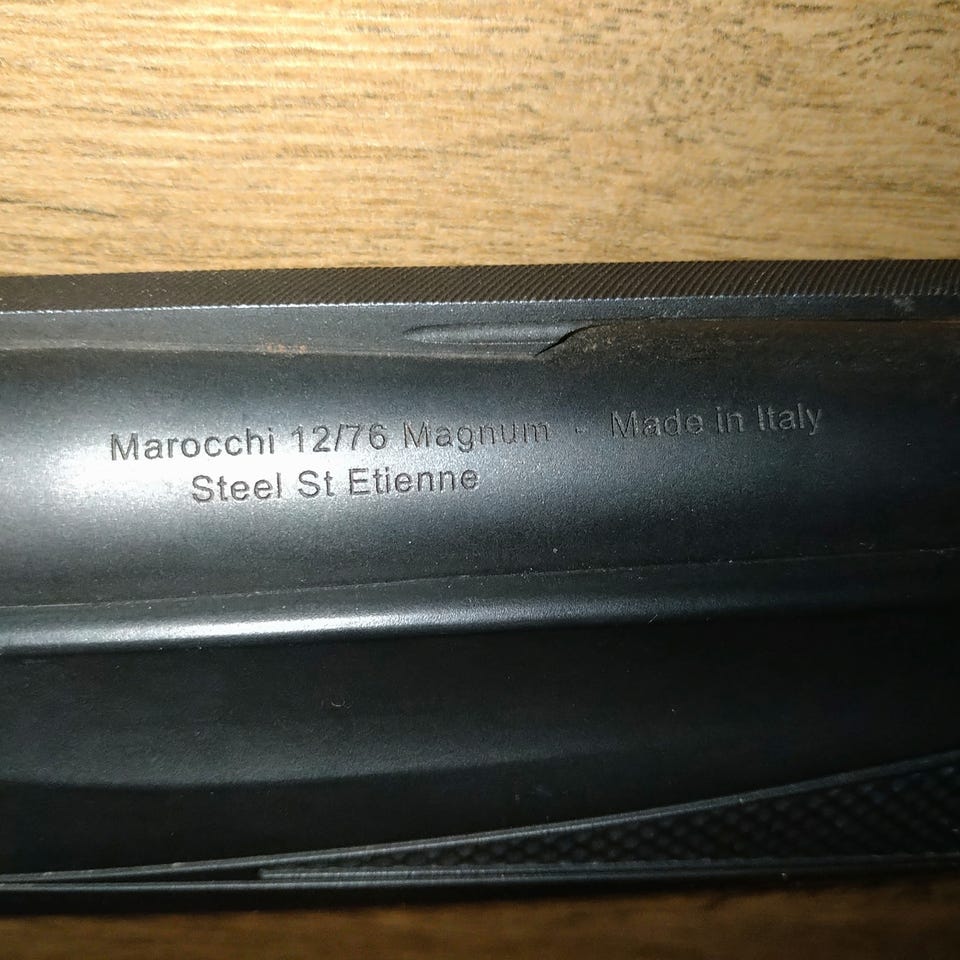 Marocchi 12/76 Magnum - Made in Italy
Steel St Etienne